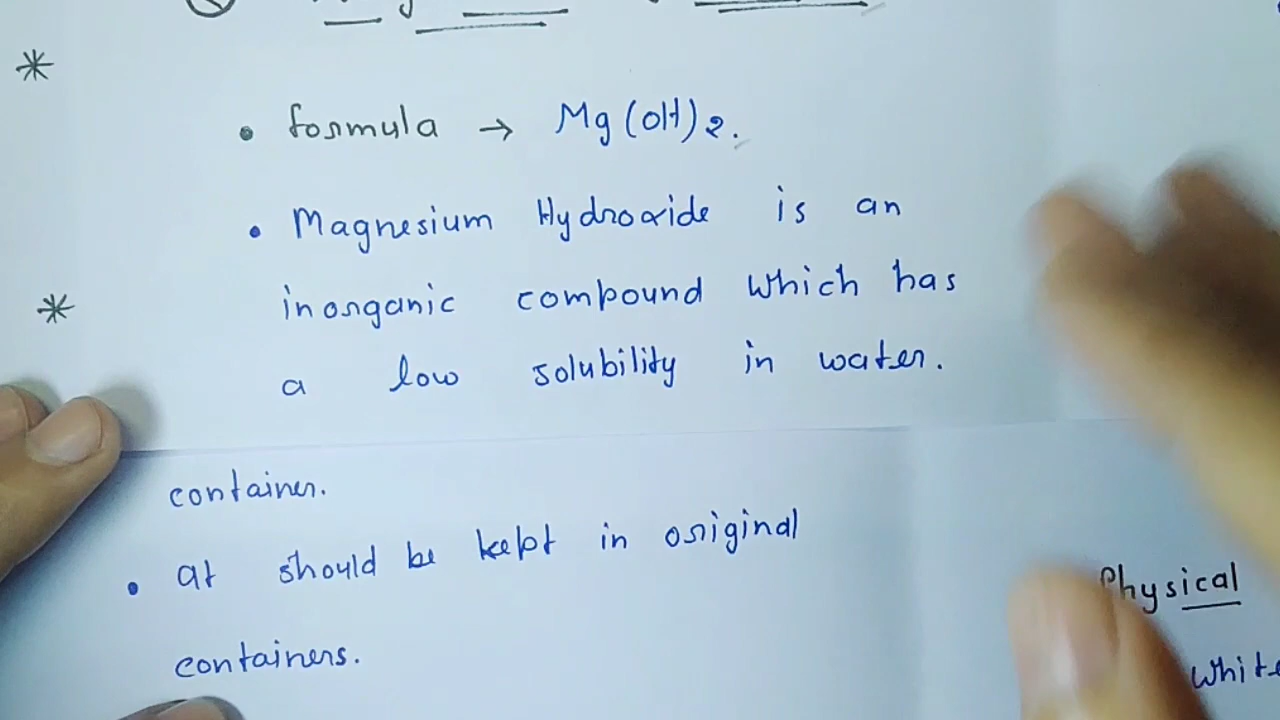 * 
• formula → Mg(OH)2.
• Magnesium Hydroxide is an
* inorganic compound which has
a low solubility in water.
container.
• at should be kept in original
containers.
Physical
White